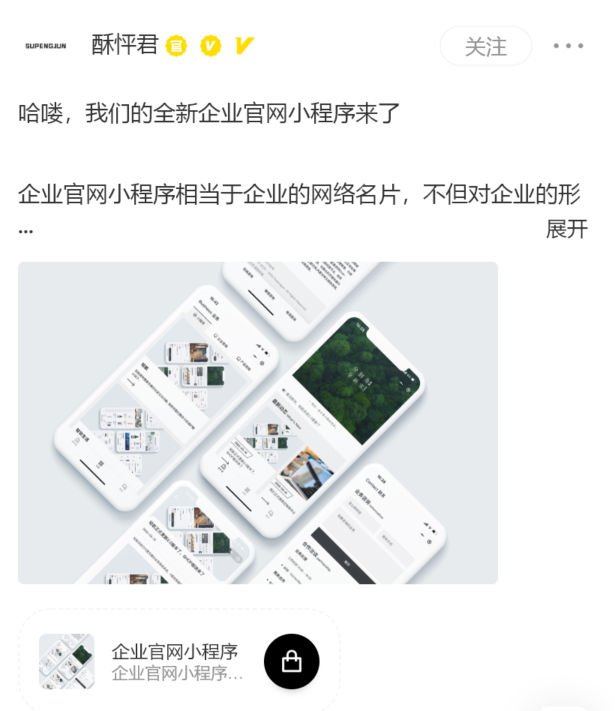 SUPENGJUN
酥怦君
关注
哈喽，我们的全新企业官网小程序来了
企业官网小程序相当于企业的网络名片，不但对企业的形
...
展开
企业官网小程序
企业官网小程序...